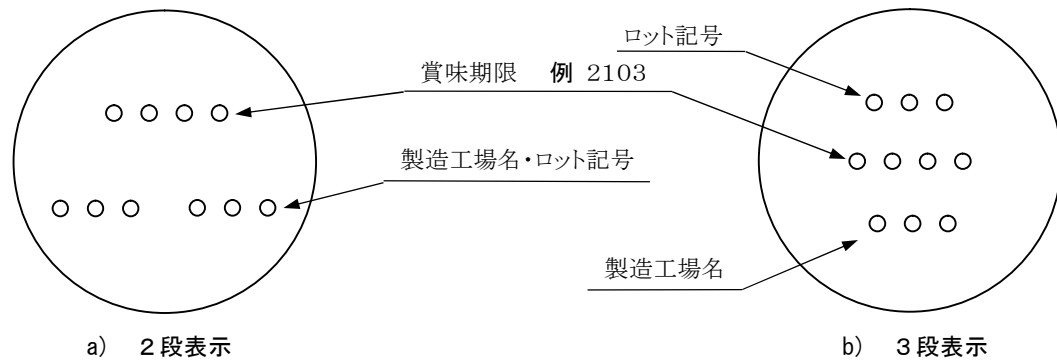 ロット記号
賞味期限 例 2103
製造工場名・ロット記号
製造工場名
a) 2段表示
b) 3段表示